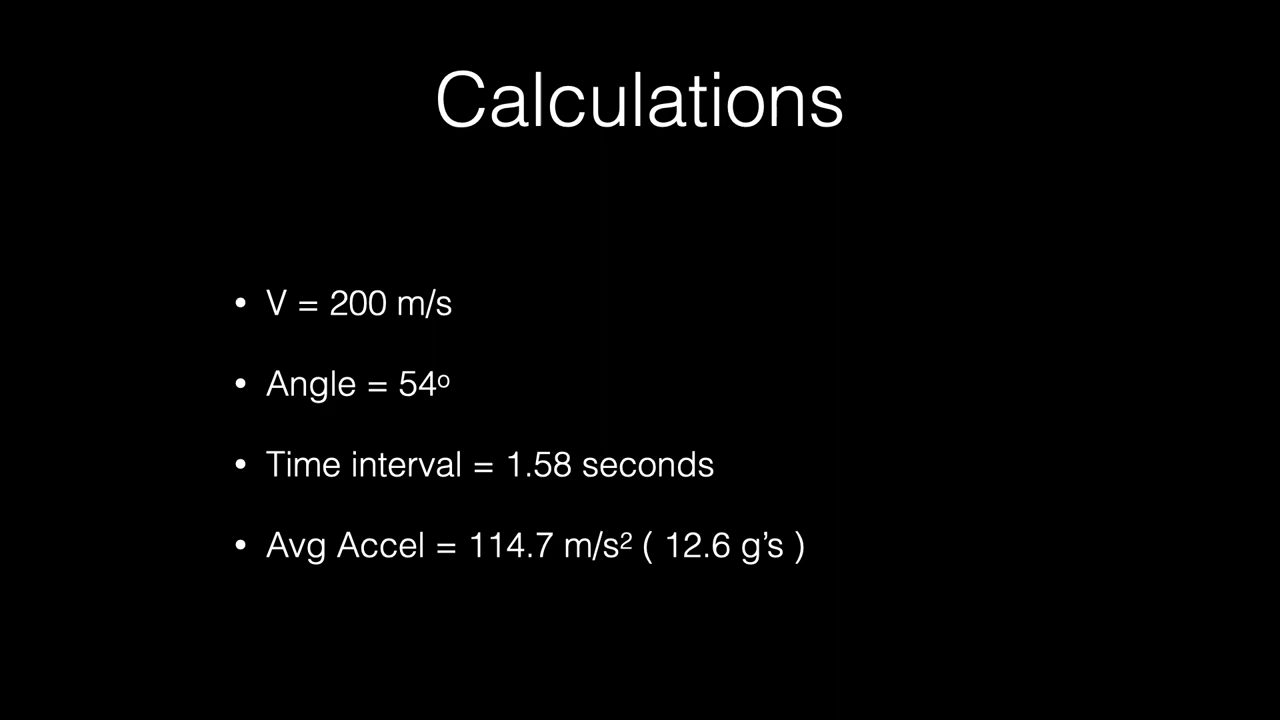 Calculations
• V = 200 m/s
• Angle = 54º
• Time interval = 1.58 seconds
• Avg Accel = 114.7 m/s² ( 12.6 g’s )